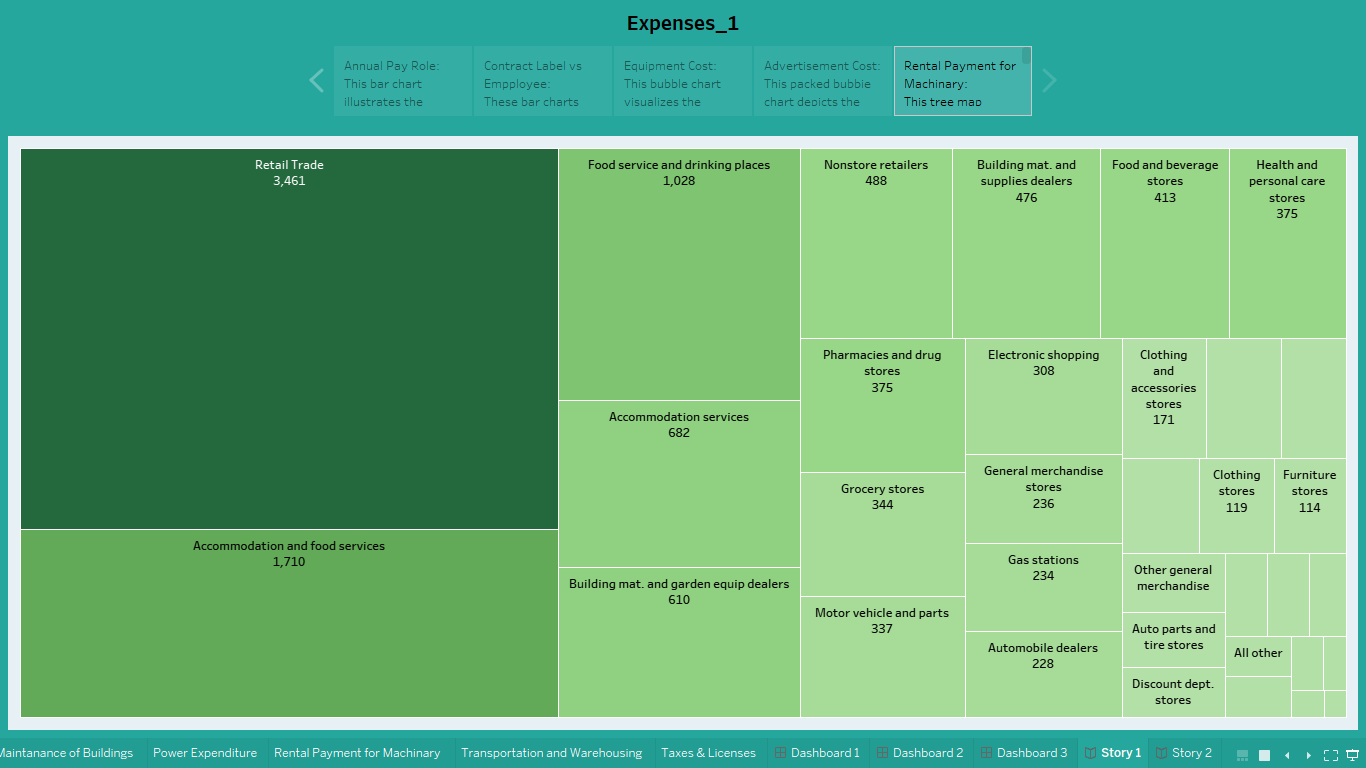 Expenses_1
Annual Pay Role:
This bar chart
illustrates the
Contract Label vs
Empployee:
These bar charts
Equipment Cost:
This bubble chart
visualizes the
Advertisement Cost:
This packed bubble
chart depicts the
Rental Payment for
Machinary:
This tree map
Retail Trade
3,461
Accommodation and food services
1,710
Food service and drinking places
1,028
Accommodation services
682
Building mat. and garden equip dealers
610
Nonstore retailers
488
Building mat. and
supplies dealers
476
Food and beverage
stores
413
Health and
personal care
stores
375
Pharmacies and drug
stores
375
Grocery stores
344
Motor vehicle and parts
337
Electronic shopping
308
General merchandise
stores
236
Gas stations
234
Automobile dealers
228
Clothing
and
accessories
stores
171
Clothing
stores
119
Furniture
stores
114
Other general
merchandise
Auto parts and
tire stores
Discount dept.
stores
All other
Maintanance of Buildings
Power Expenditure
Rental Payment for Machinary
Transportation and Warehousing
Taxes & Licenses
Dashboard 1
Dashboard 2
Dashboard 3
Story 1
Story 2